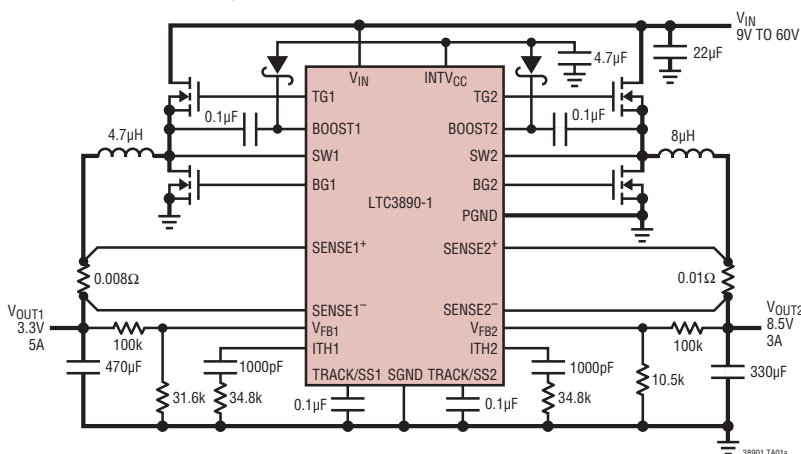 VIN
9V TO 60V
22µF
4.7µF
VIN
INTVCC
TG1
TG2
0.1µF
0.1µF
4.7µH
BOOST1
BOOST2
8µH
SW1
SW2
BG1
BG2
LTC3890-1
PGND
SENSE1+
SENSE2+
0.008Ω
0.01Ω
SENSE1−
SENSE2−
VOUT1
3.3V
5A
VOUT2
8.5V
3A
VFB1
VFB2
100k
100k
ITH1
ITH2
470µF
1000pF
1000pF
330µF
TRACK/SS1
SGND
TRACK/SS2
31.6k
34.8k
0.1µF
0.1µF
34.8k
10.5k
38901 TA01a